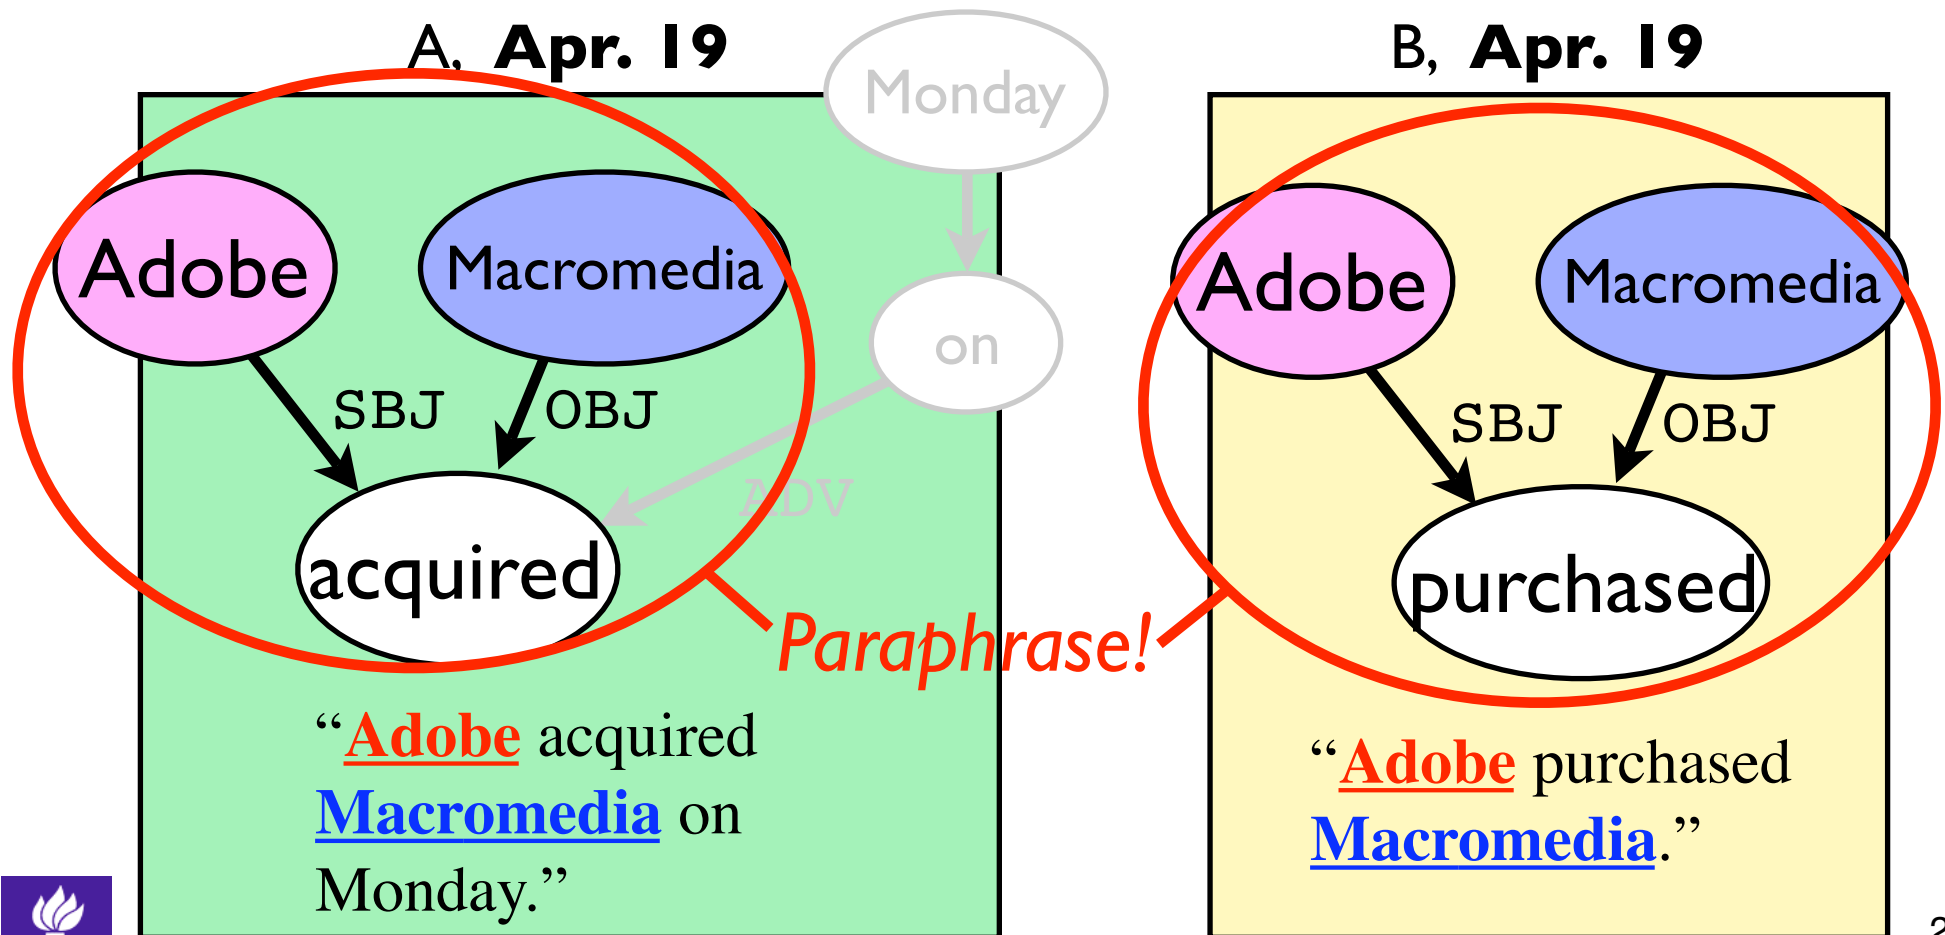 A, Apr. 19
B, Apr. 19
Monday
Adobe
Macromedia
on
SBJ
OBJ
ADV
acquired
Adobe
Macromedia
SBJ
OBJ
purchased
Paraphrase!
“Adobe acquired
Macromedia on
Monday.”
“Adobe purchased
Macromedia.”